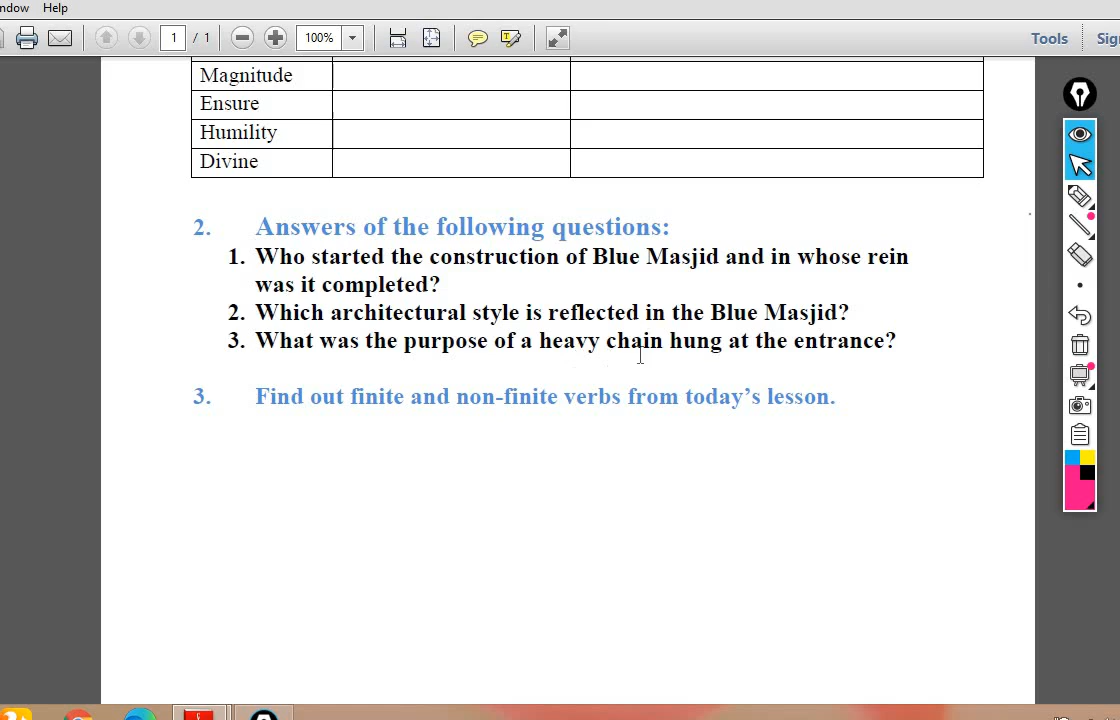 ndow Help
1 / 1 100% Tools Sig
Magnitude
Ensure
Humility
Divine
2. Answers of the following questions:
1. Who started the construction of Blue Masjid and in whose rein
was it completed?
2. Which architectural style is reflected in the Blue Masjid?
3. What was the purpose of a heavy chain hung at the entrance?
3. Find out finite and non-finite verbs from today’s lesson.